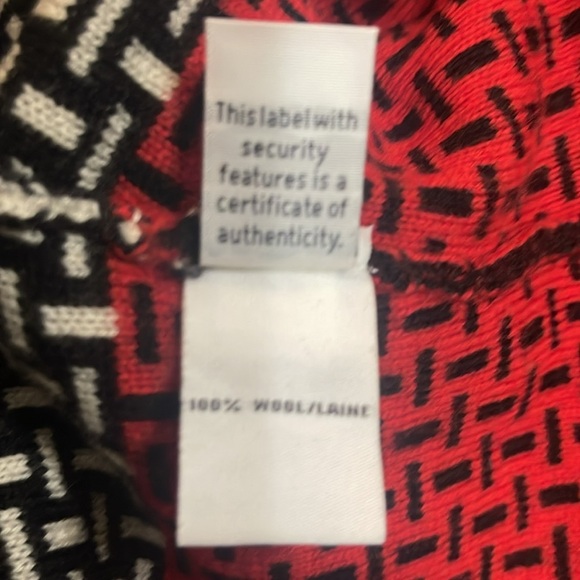 This label with
security
features is a
certificate of
authenticity.
100% WOOL/LAINE